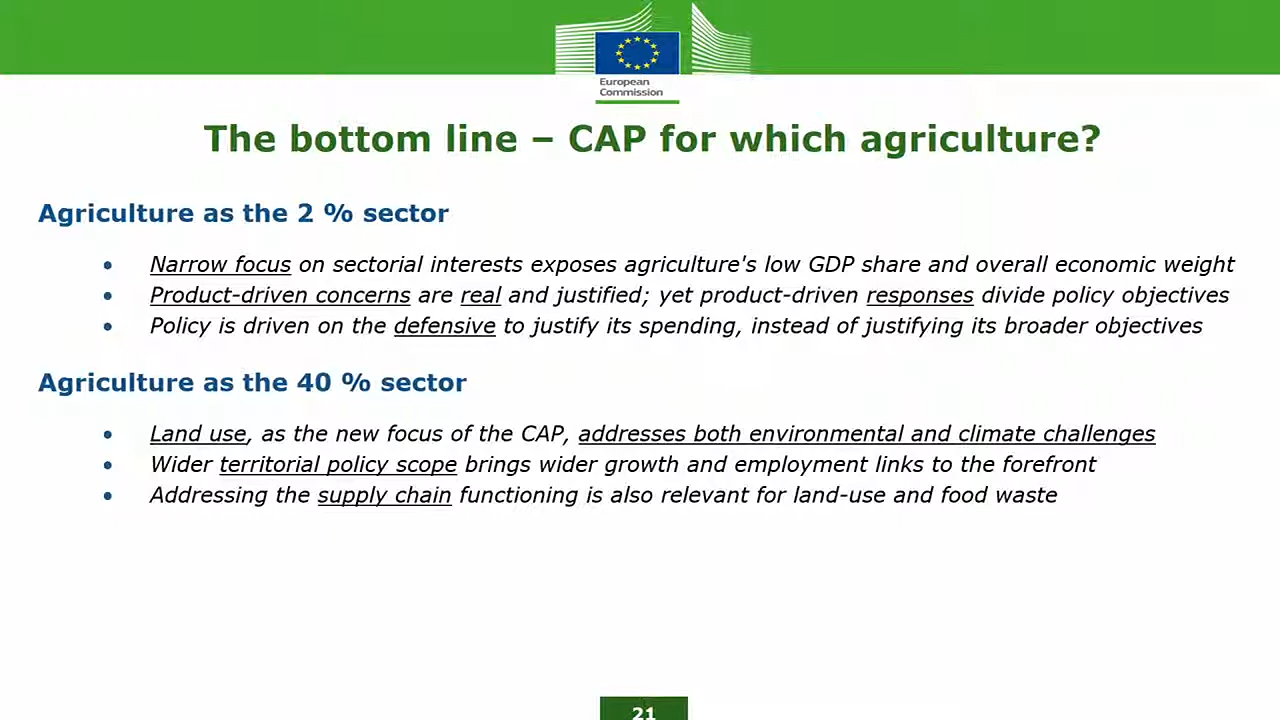 European
Commission
The bottom line – CAP for which agriculture?
Agriculture as the 2 % sector
• Narrow focus on sectorial interests exposes agriculture's low GDP share and overall economic weight
• Product-driven concerns are real and justified; yet product-driven responses divide policy objectives
• Policy is driven on the defensive to justify its spending, instead of justifying its broader objectives
Agriculture as the 40 % sector
• Land use, as the new focus of the CAP, addresses both environmental and climate challenges
• Wider territorial policy scope brings wider growth and employment links to the forefront
• Addressing the supply chain functioning is also relevant for land-use and food waste
21